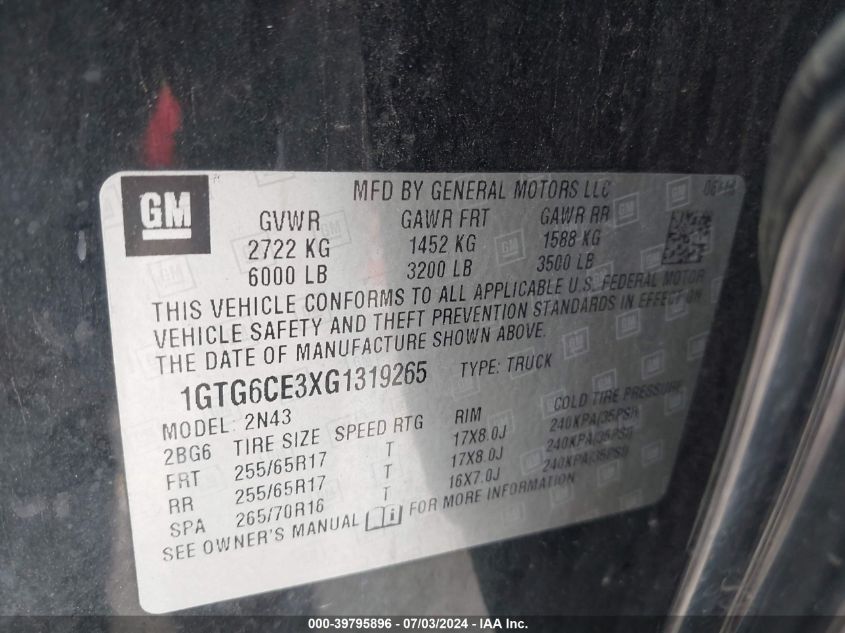 GM
MFD BY GENERAL MOTORS LLC
GVWR GAWR FRT GAWR RR
2722 KG 1452 KG 1588 KG
6000 LB 3200 LB 3500 LB
THIS VEHICLE CONFORMS TO ALL APPLICABLE U.S. FEDERAL MOTOR
VEHICLE SAFETY AND THEFT PREVENTION STANDARDS IN EFFECT ON
THE DATE OF MANUFACTURE SHOWN ABOVE.
1GTG6CE3XG1319265 TYPE: TRUCK
MODEL: 2N43
2BG6 TIRE SIZE SPEED RTG RIM COLD TIRE PRESSURE
FRT 255/65R17 T 17X8.0J 240KPA/35PSI)
RR 255/65R17 T 17X8.0J 240KPA/35PSI)
SPA 265/70R16 T 16X7.0J 240KPA/35PSI)
SEE OWNER'S MANUAL FOR MORE INFORMATION
000-39795896 - 07/03/2024 - IAA Inc.